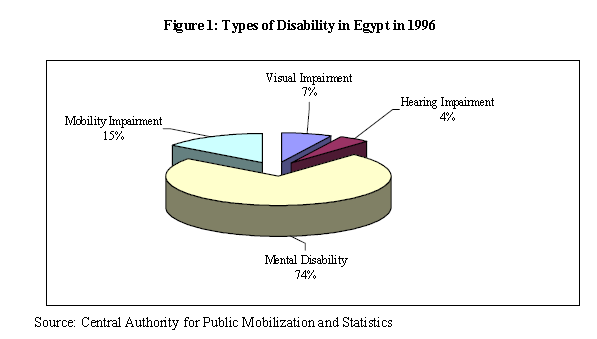 Figure 1: Types of Disability in Egypt in 1996
Visual Impairment
7%
Hearing Impairment
4%
Mobility Impairment
15%
Mental Disability
74%
Source: Central Authority for Public Mobilization and Statistics